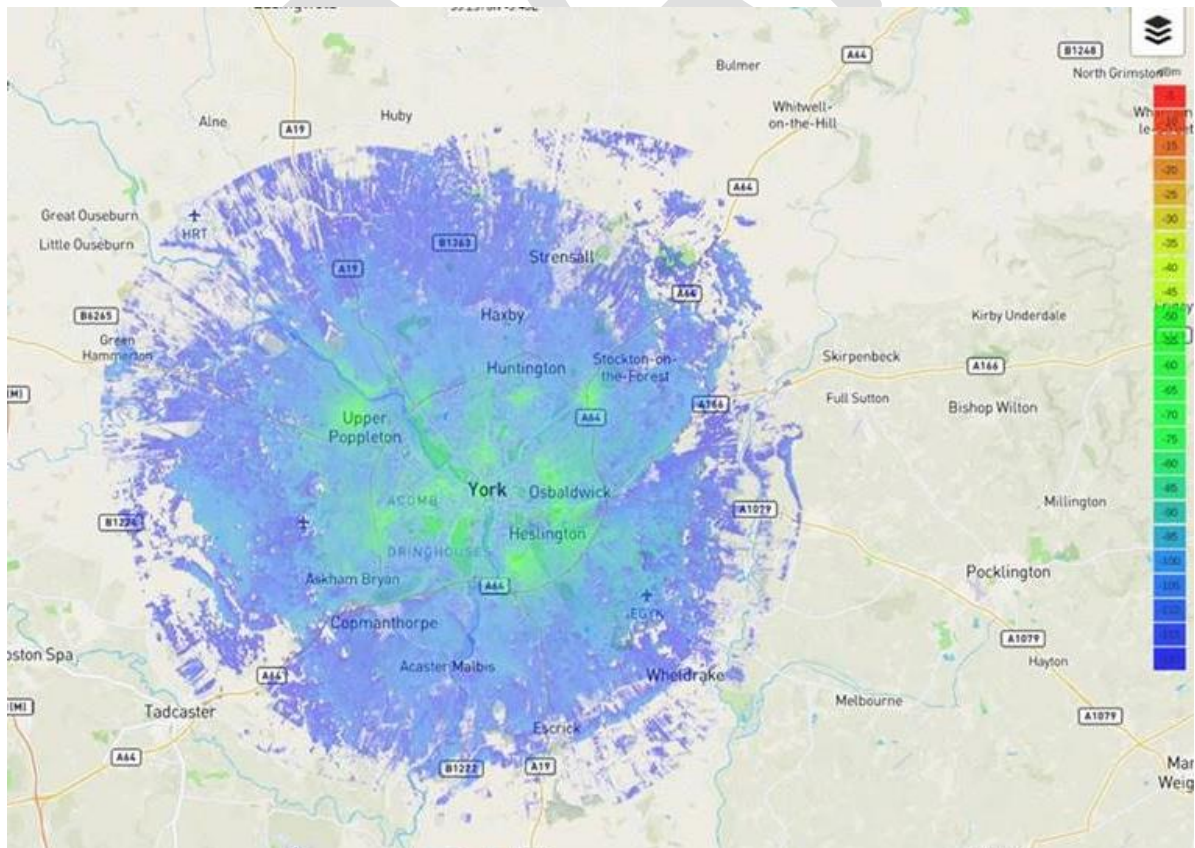 B1248
A64
Bulmer
North Grimston
Whitwell-
on-the-Hill
Huby
Alne
A19
A64
Great Ouseburn
HRT
Little Ouseburn
B1363
Strensall
A19
A64
B6265
Haxby
Kirby Underdale
Green
Hammerton
Stockton-on-
the-Forest
Huntington
Skirpenbeck
A166
Full Sutton
A166
Bishop Wilton
A64
Upper
Poppleton
York
Osbaldwick
ACOMB
Millington
A1079
B1224
Heslington
DRINGHOUSES
Askham Bryan
A64
Pocklington
EGYK
Copmanthorpe
A1079
Acaster Malbis
Hayton
A64
Wheldrake
Melbourne
Tadcaster
A1079
Escrick
A64
B1222
A19
-15
-20
-25
-30
-35
-40
-45
-50
-55
-60
-65
-70
-75
-80
-85
-90
-95
-100
-105
-110